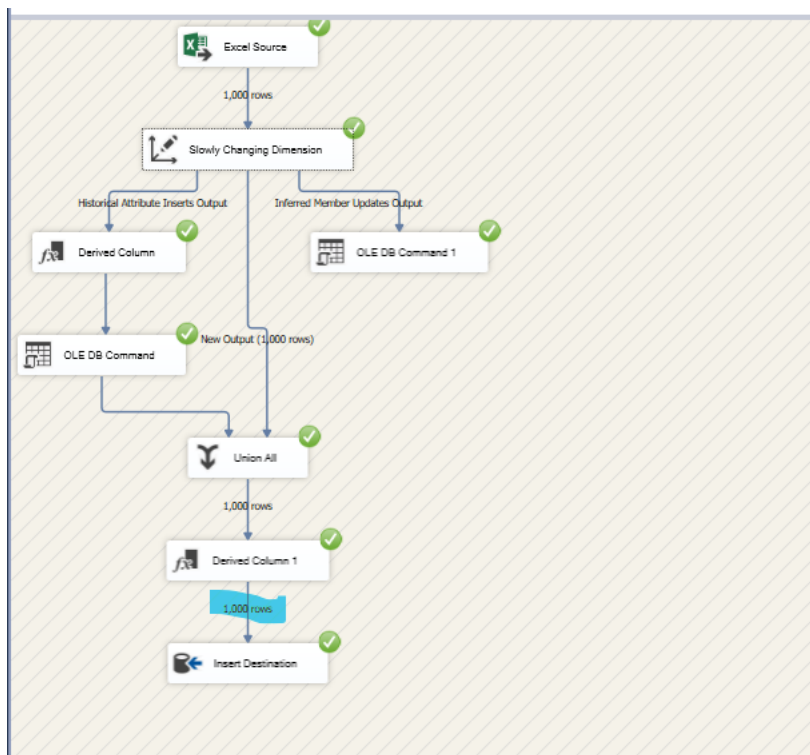 Excel Source
1,000 rows
Slowly Changing Dimension
Historical Attribute Inserts Output
Inferred Member Updates Output
Derived Column
OLE DB Command 1
New Output (1,000 rows)
OLE DB Command
Union All
1,000 rows
Derived Column 1
1,000 rows
Insert Destination